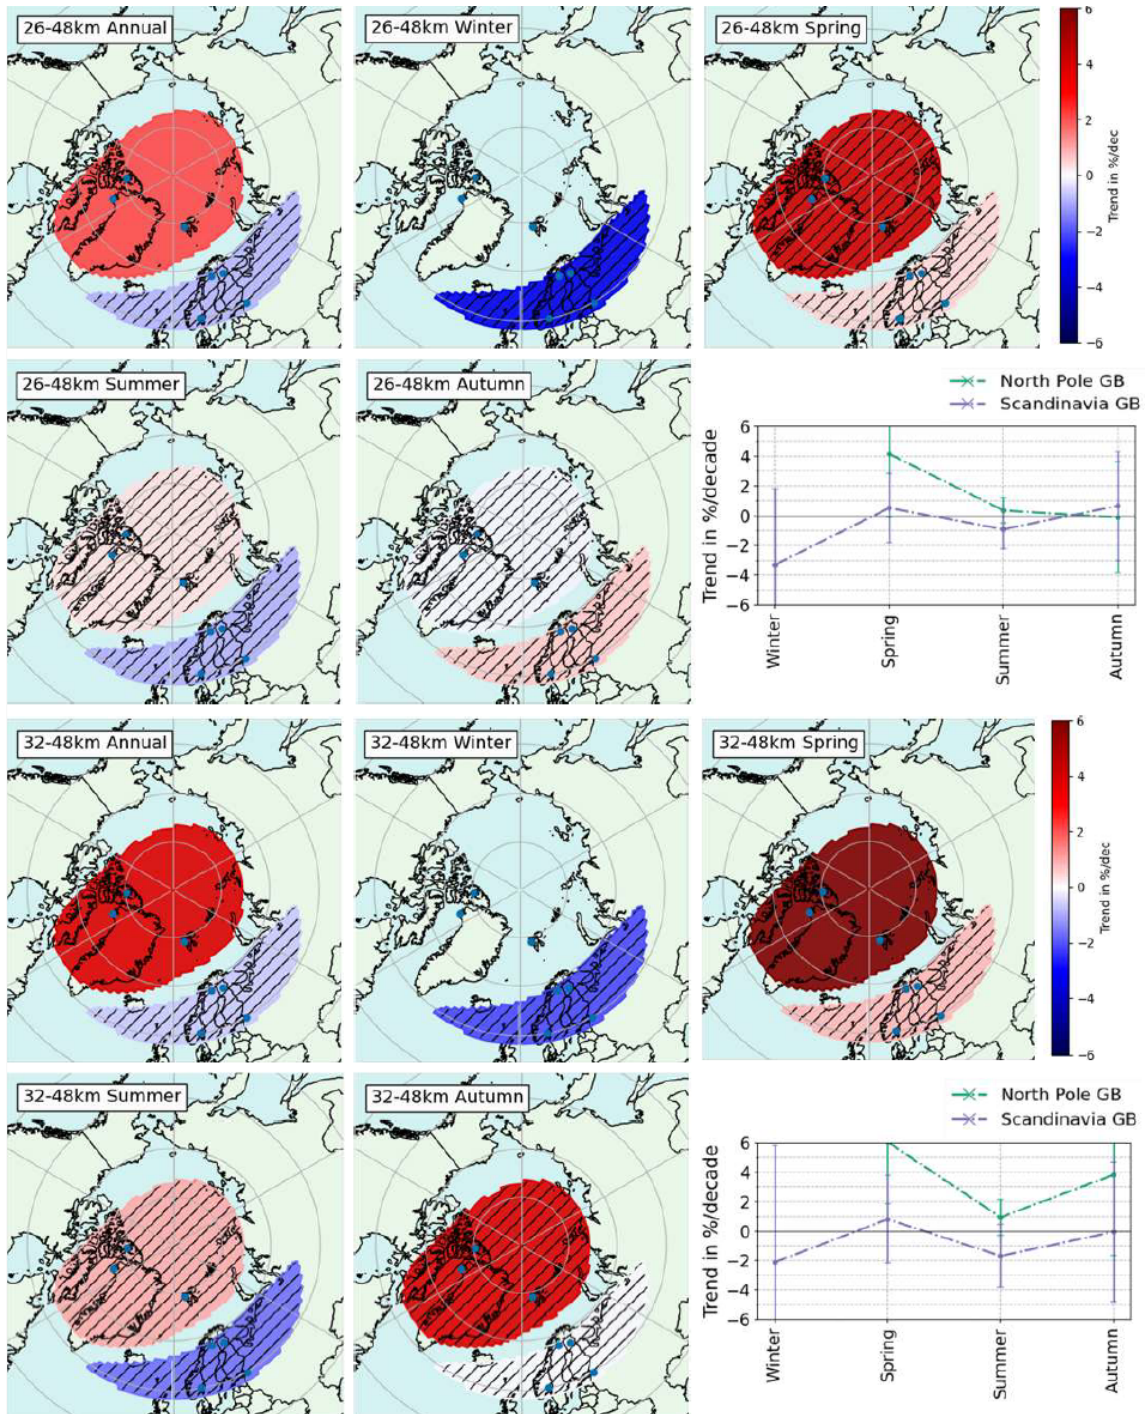 26-48km Annual
26-48km Winter
26-48km Spring
6
4
2
0
−2
−4
−6
Trend in %/dec
26-48km Summer
26-48km Autumn
North Pole GB
Scandinavia GB
6
4
2
0
−2
−4
−6
Trend in %/decade
Winter
Spring
Summer
Autumn
32-48km Annual
32-48km Winter
32-48km Spring
6
4
2
0
−2
−4
−6
Trend in %/dec
32-48km Summer
32-48km Autumn
North Pole GB
Scandinavia GB
6
4
2
0
−2
−4
−6
Trend in %/decade
Winter
Spring
Summer
Autumn